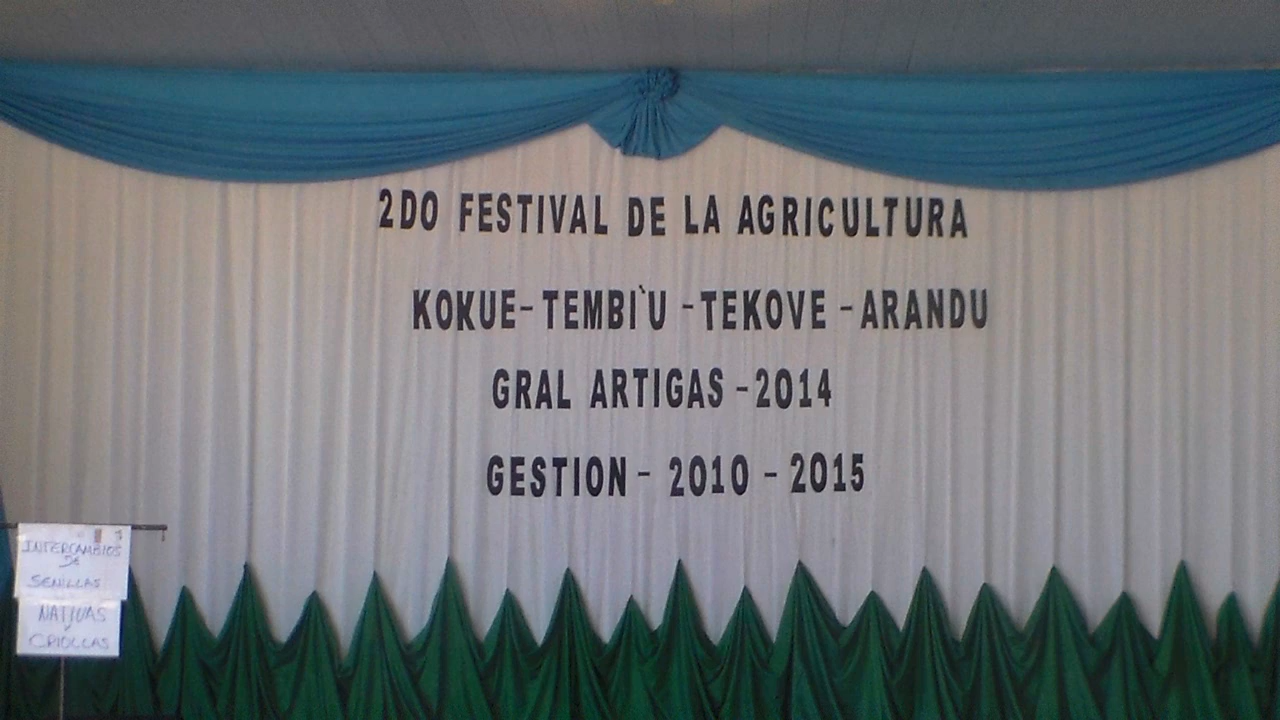 2DO FESTIVAL DE LA AGRICULTURA
KOKUE-TEMBI`U -TEKOVE -ARANDU
GRAL ARTIGAS -2014
GESTION- 2010 - 2015
INTERCAMBIOS
DE
SENILLAS
NATIVAS
Y
CRIOLLAS